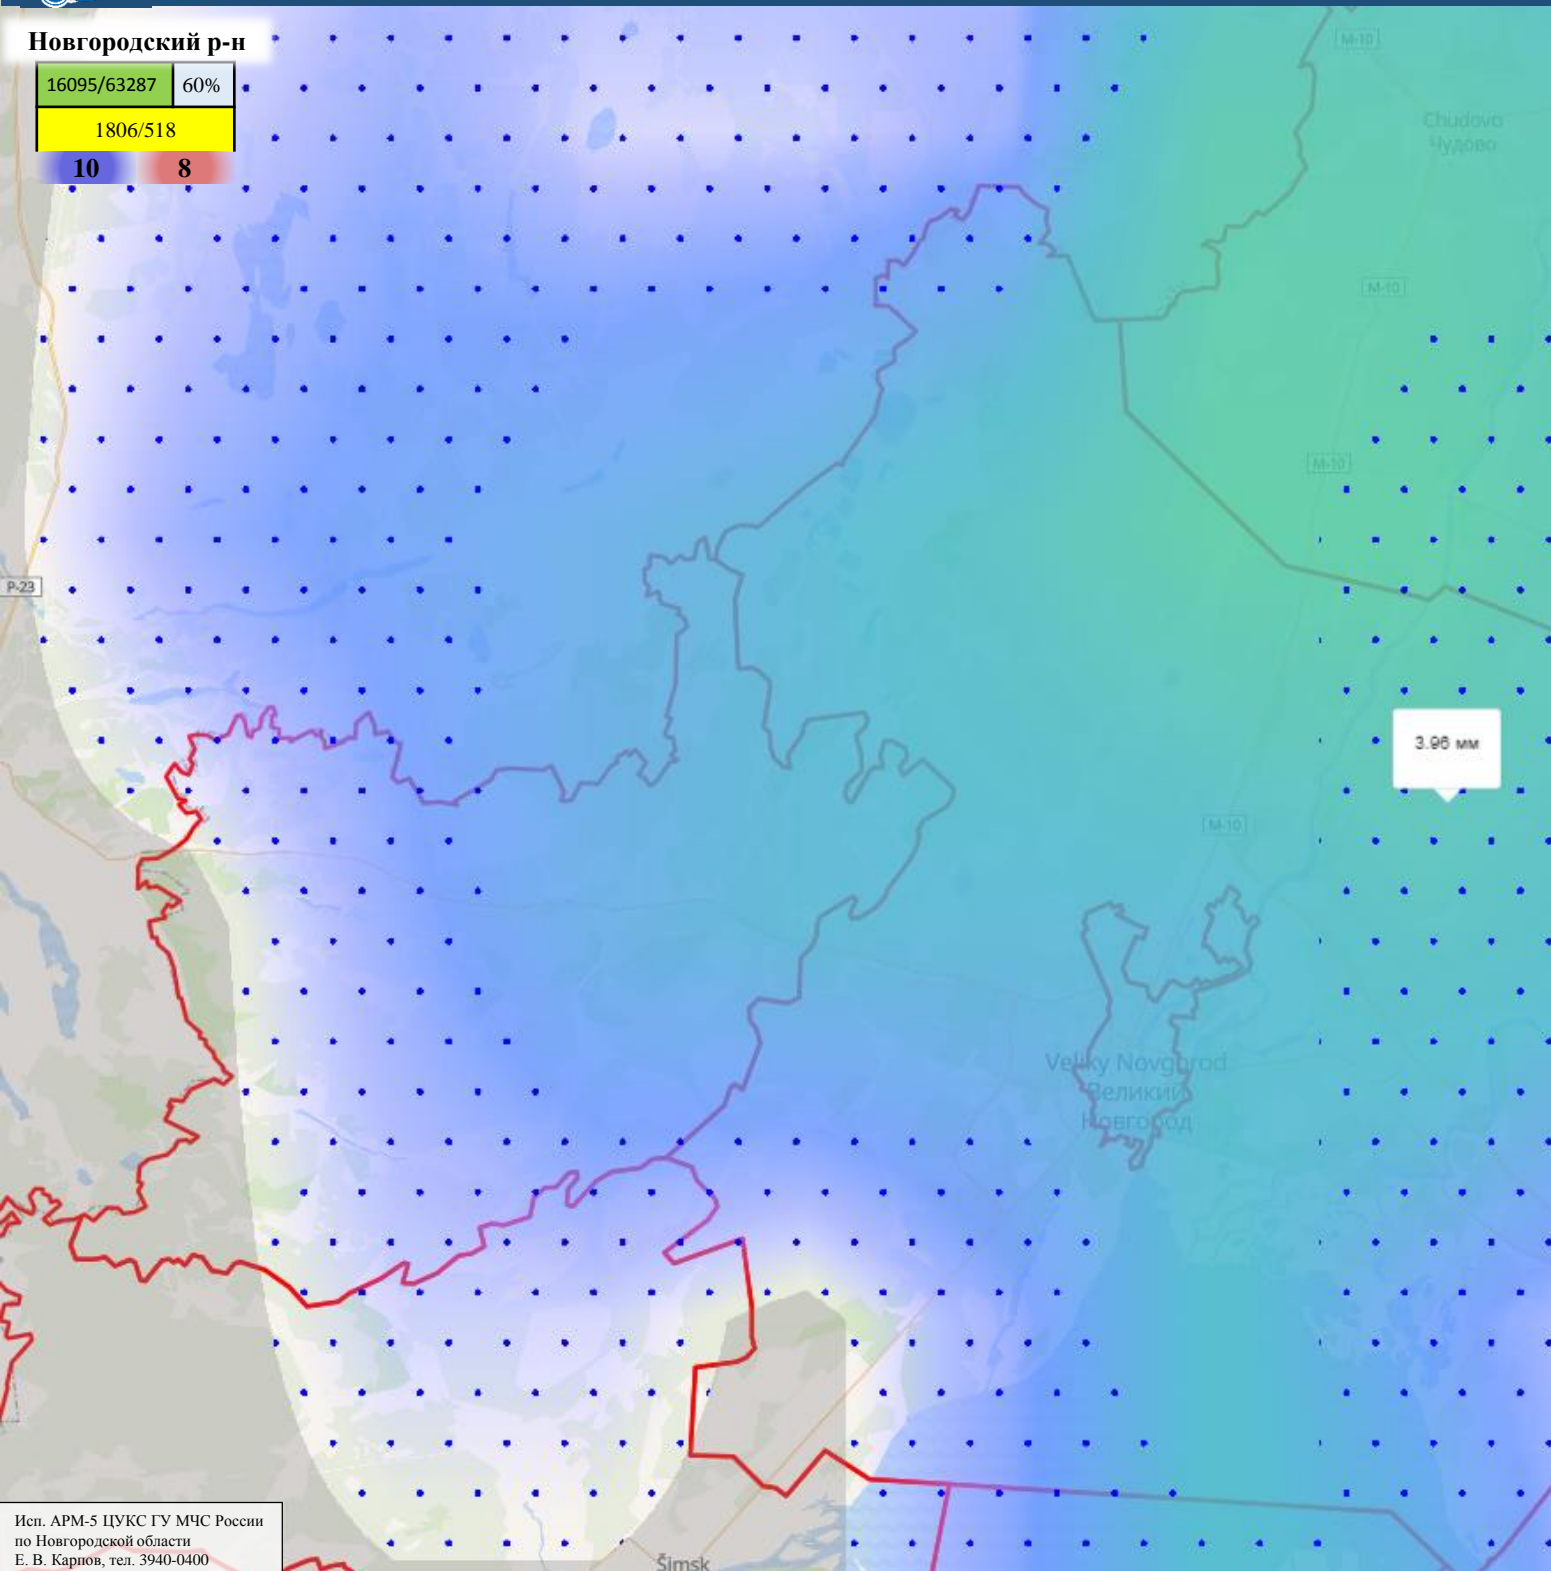 Новгородский р-н
16095/63287 60%
1806/518
10 8
M-10
Chudovo
Чудово
M-10
M-10
P-23
3.96 мм
M-10
Veliky Novgorod
Великий
Новгород
Исп. АРМ-5 ЦУКС ГУ МЧС России
по Новгородской области
Е. В. Карпов, тел. 3940-0400
Šimsk